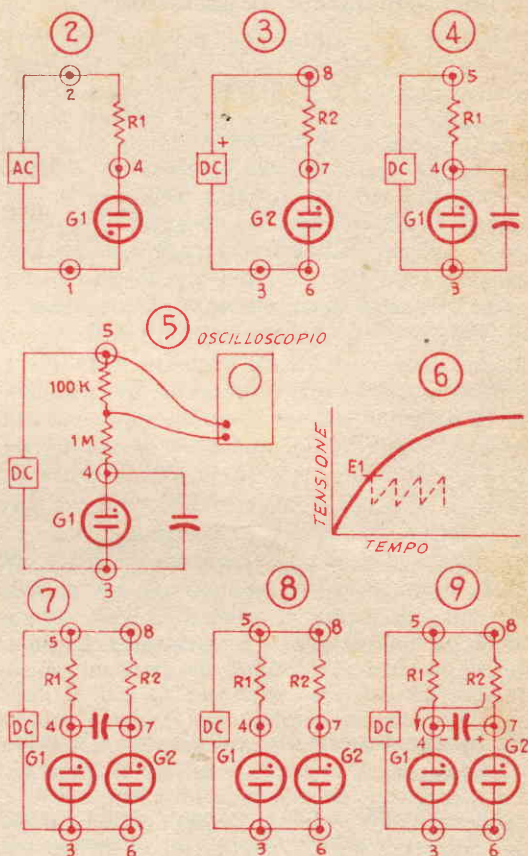 2
3
4
2
8
5
R1
R2
R1
AC
4
+
DC
7
DC
4
G1
G2
G1
1
3
6
3
5
5
OSCILLOSCOPIO
6
100 K
1 M
DC
4
G1
3
TENSIONE
E1
TEMPO
7
8
9
5
8
5
8
5
8
R1
R2
R1
R2
R1
R2
DC
4
7
DC
4
7
DC
4
-
+
7
G1
G2
G1
G2
G1
G2
3
6
3
6
3
6